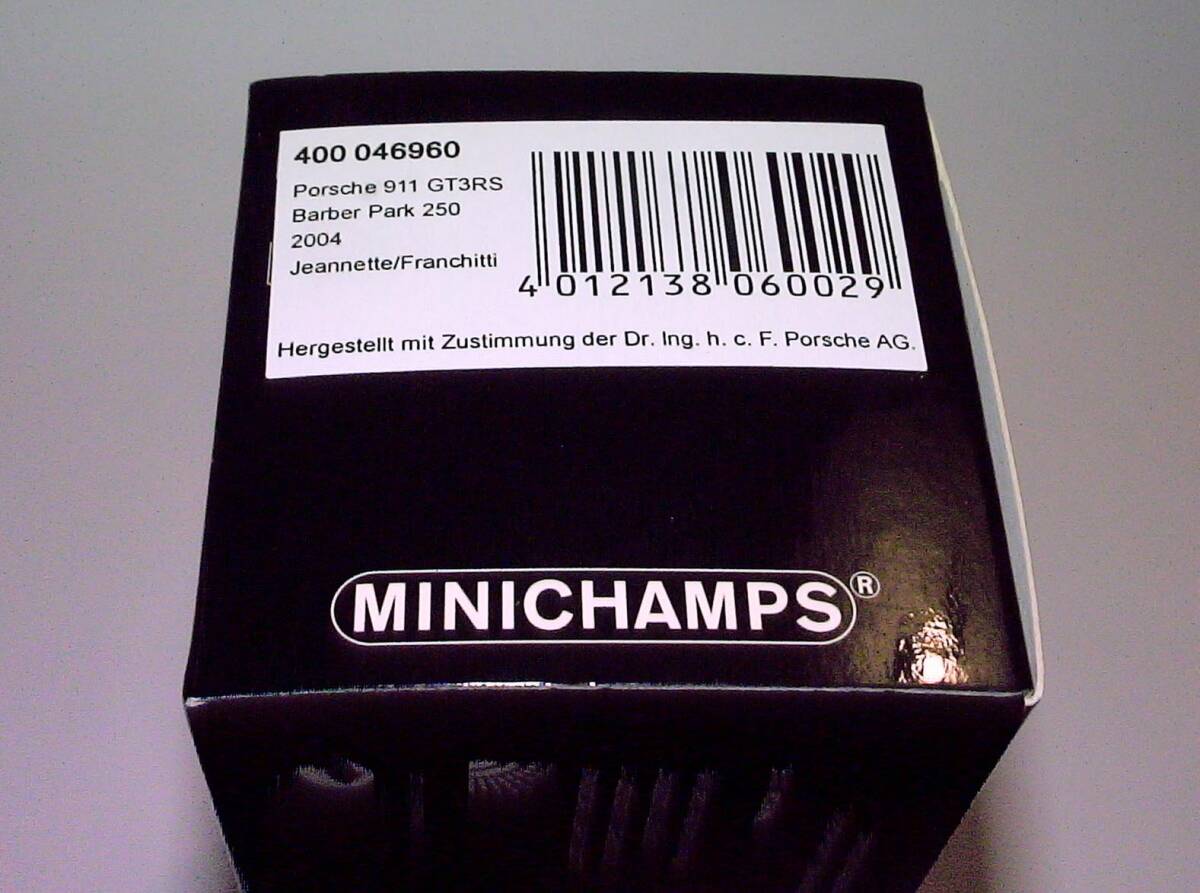 400 046960
Porsche 911 GT3RS
Barber Park 250
2004
Jeannette/Franchitti
4 012138 060029
Hergestellt mit Zustimmung der Dr. Ing. h. c. F. Porsche AG.
MINICHAMPS®